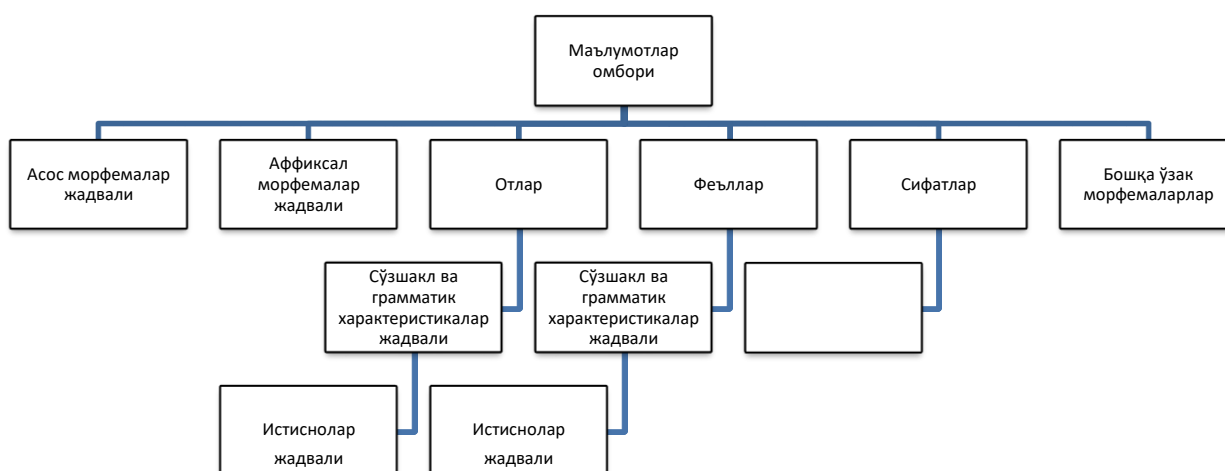 Маълумотлар
омбори
Асос морфемалар
жадвали
Аффиксал
морфемалар
жадвали
Отлар
Феъллар
Сифатлар
Бошқа ўзак
морфемаларлар
Сўзшакл ва
грамматик
характеристикалар
жадвали
Сўзшакл ва
грамматик
характеристикалар
жадвали
Истиснолар
жадвали
Истиснолар
жадвали